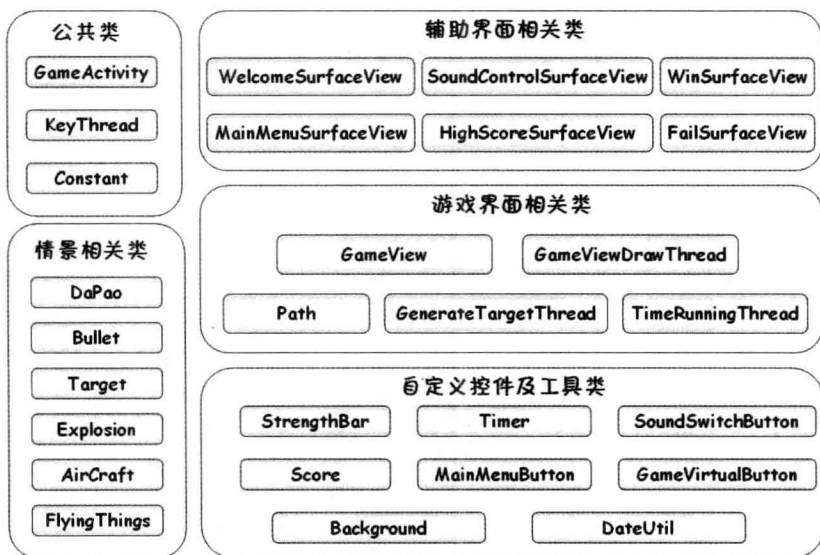 公共类
GameActivity
KeyThread
Constant
辅助界面相关类
WelcomeSurfaceView SoundControlSurfaceView WinSurfaceView
MainMenuSurfaceView HighScoreSurfaceView FailSurfaceView
情景相关类
DaPao
Bullet
Target
Explosion
AirCraft
FlyingThings
游戏界面相关类
GameView GameViewDrawThread
Path GenerateTargetThread TimeRunningThread
自定义控件及工具类
StrengthBar Timer SoundSwitchButton
Score MainMenuButton GameVirtualButton
Background DateUtil